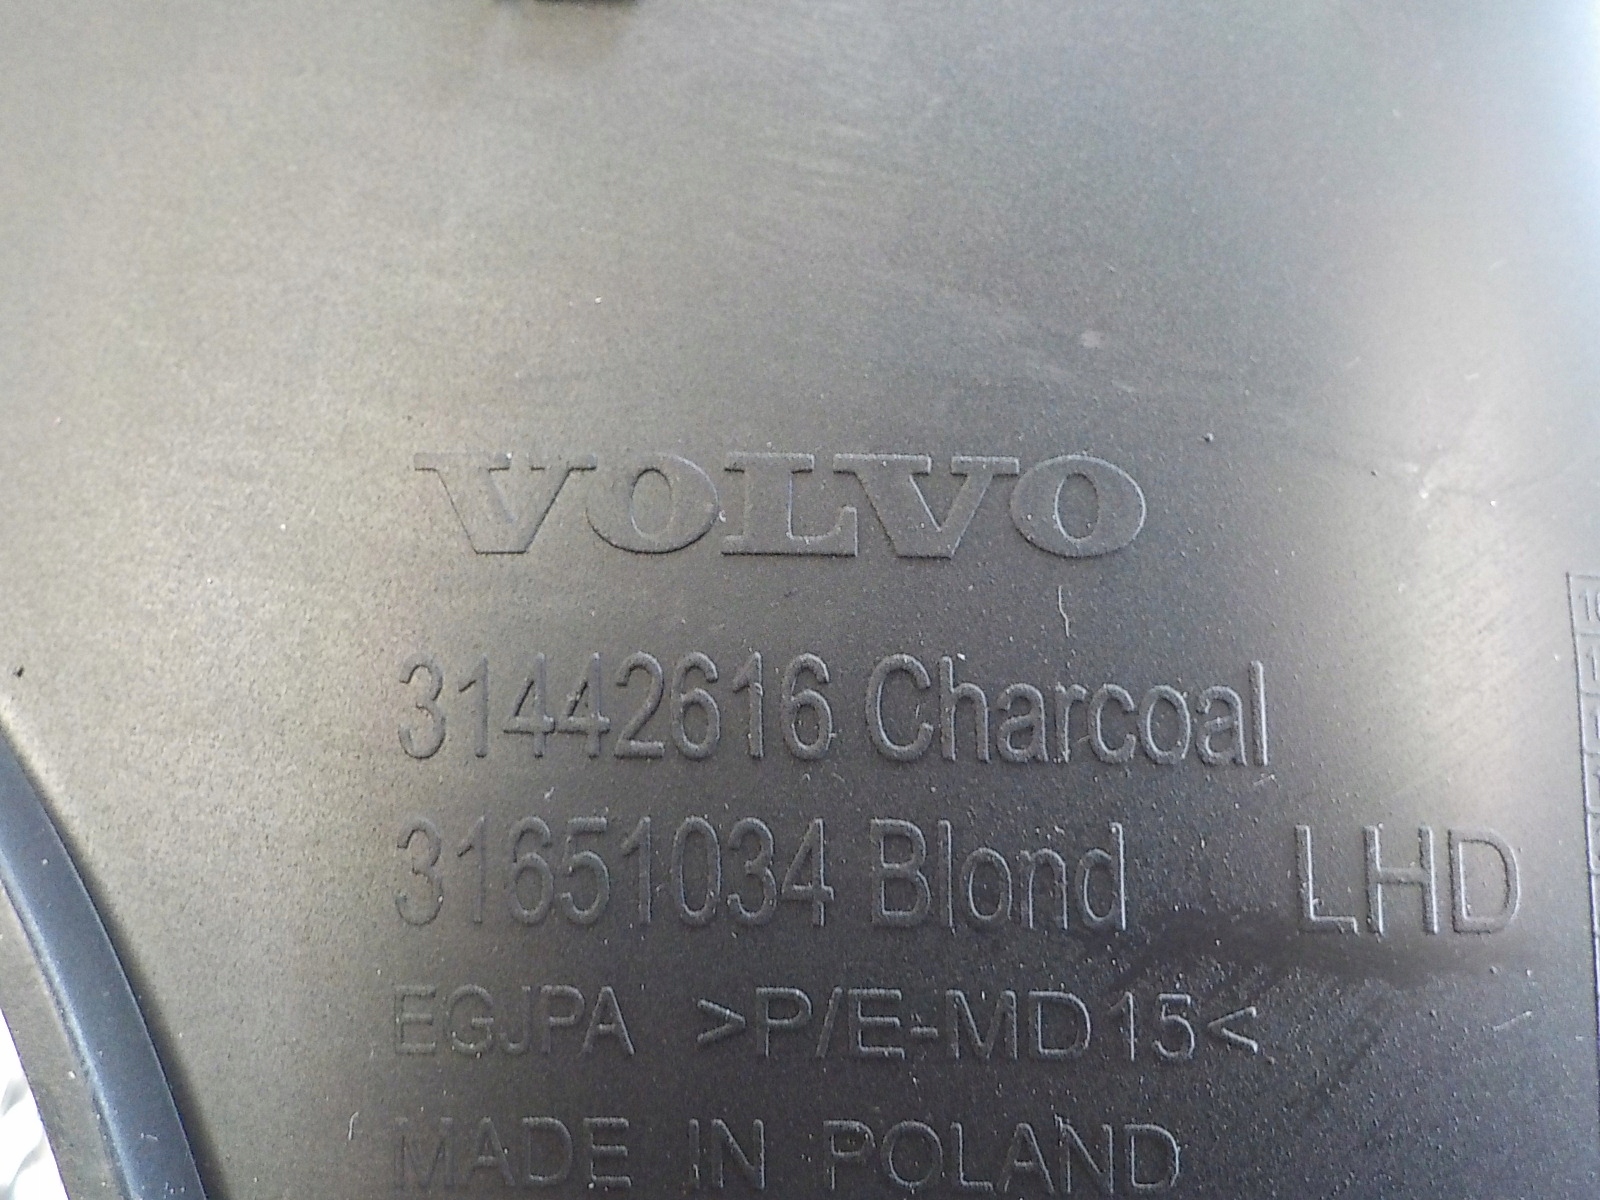 VOLVO
31442616 Charcoal
31651034 Blond LHD
EGJPA >P/E-MD15<
MADE IN POLAND